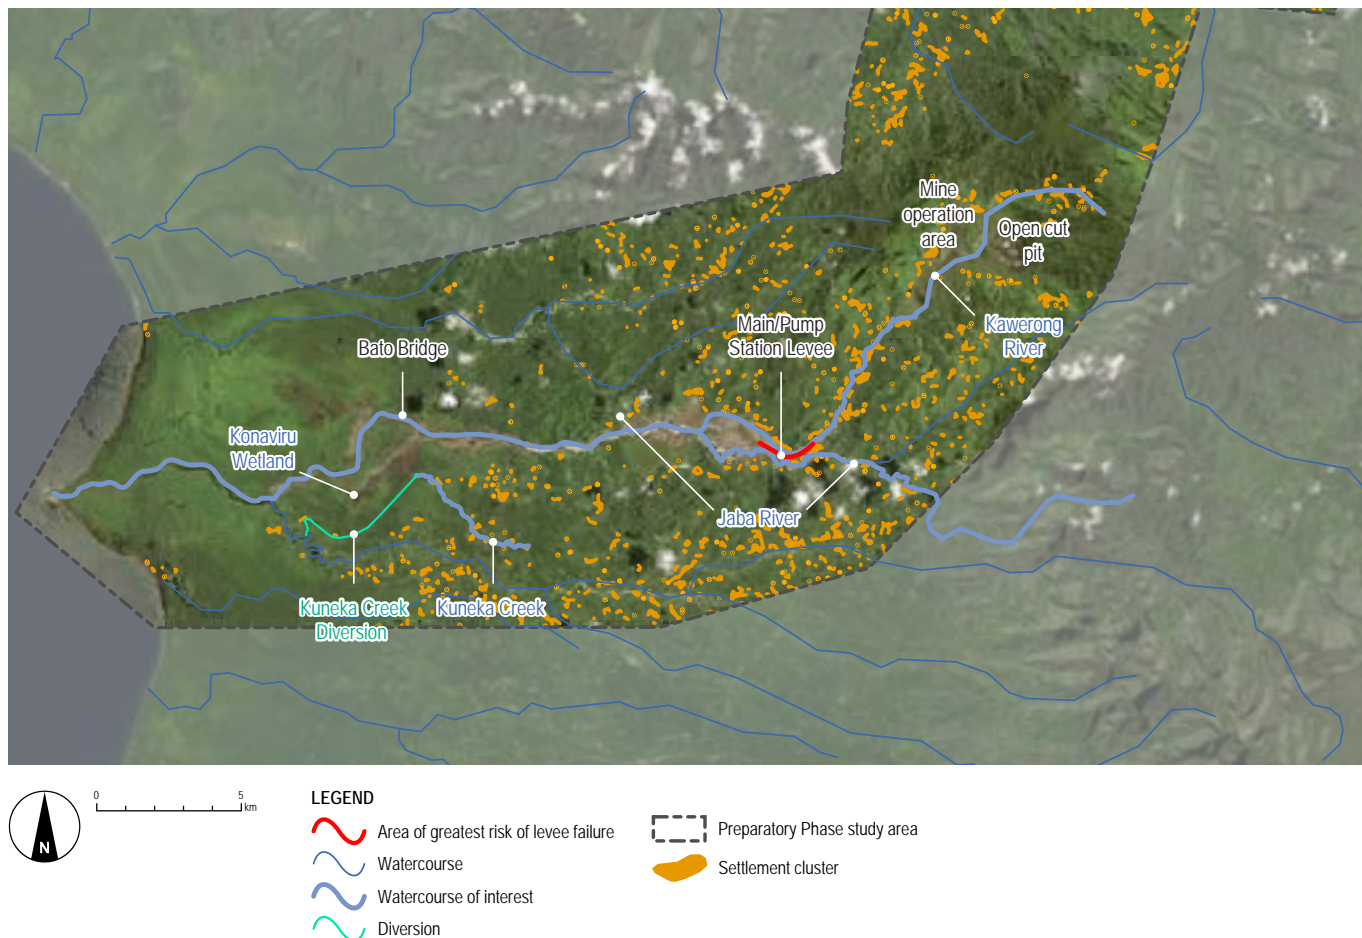 Mine
operation
area
Open cut
pit
Main/Pump
Station Levee
Kawerong
River
Bato Bridge
Konaviru
Wetland
Jaba River
Kuneka Creek
Diversion
Kuneka Creek
N
0 5
km
LEGEND
Area of greatest risk of levee failure
Watercourse
Watercourse of interest
Diversion
Preparatory Phase study area
Settlement cluster